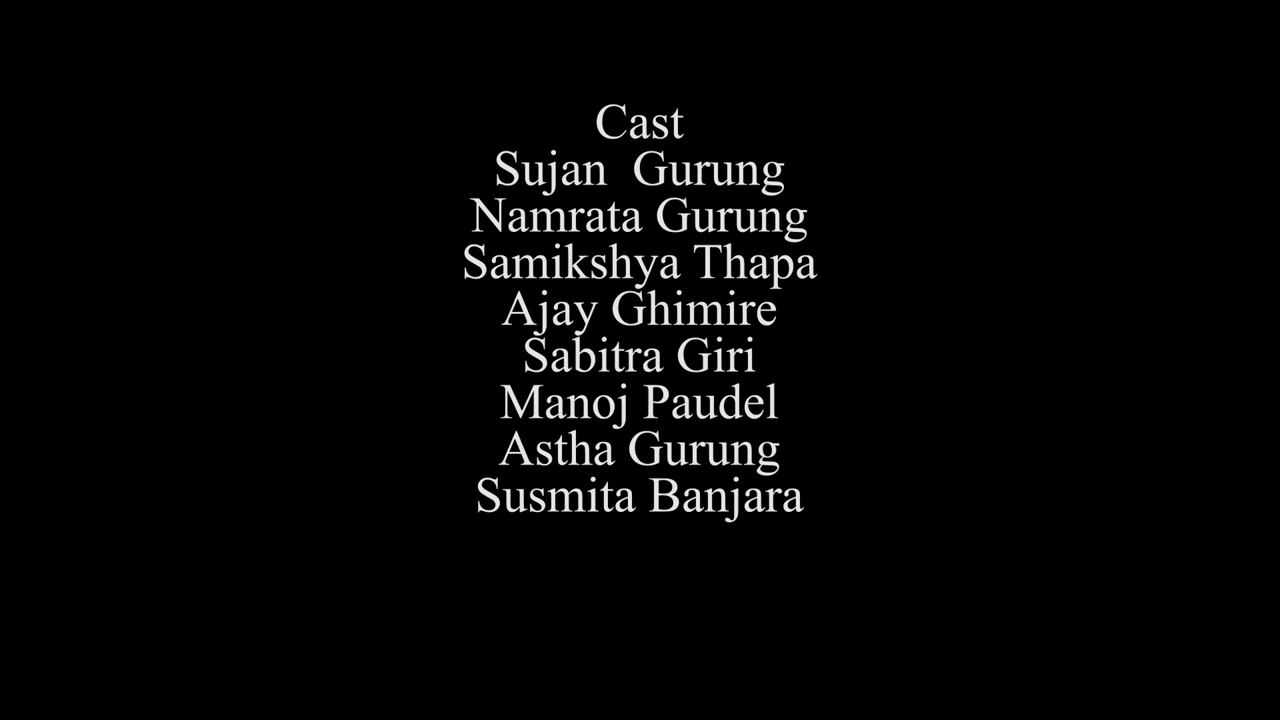 Cast
Sujan  Gurung
Namrata Gurung
Samikshya Thapa
Ajay Ghimire
Sabitra Giri
Manoj Paudel
Astha Gurung
Susmita Banjara